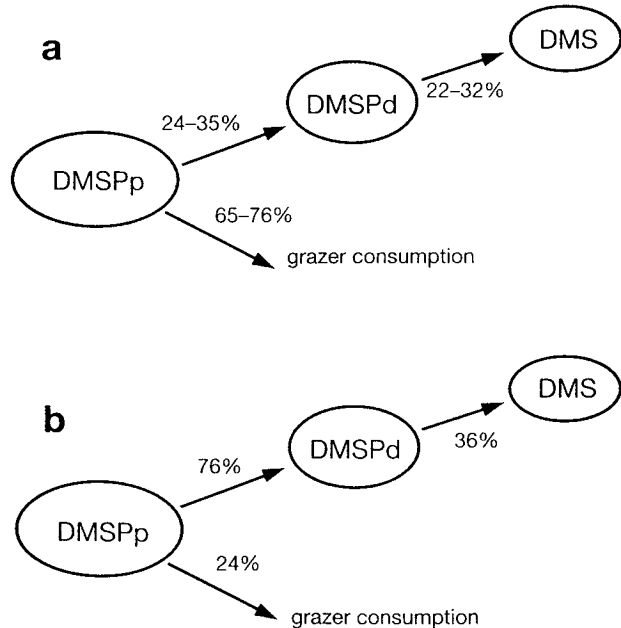 a
DMS
DMSPd
22–32%
24–35%
DMSPp
65–76%
grazer consumption
b
DMS
DMSPd
36%
76%
DMSPp
24%
grazer consumption